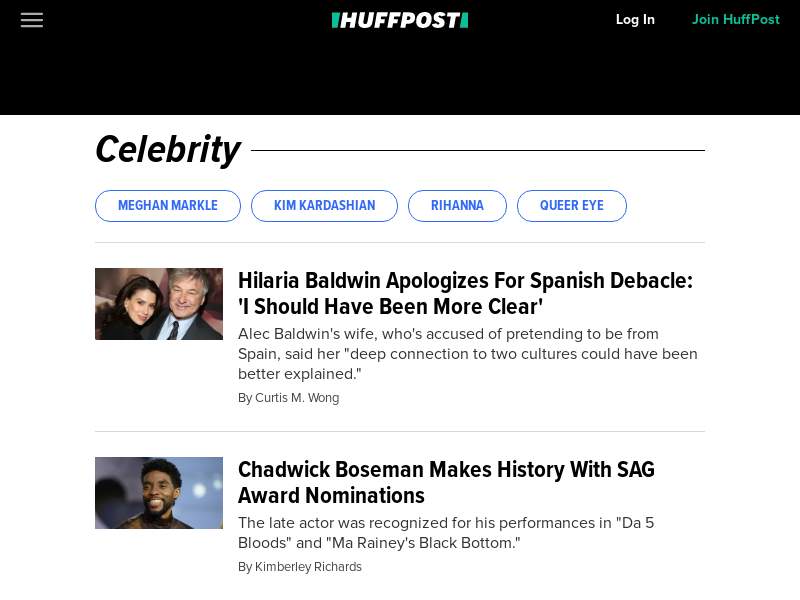 HUFFPOST
Log In
Join HuffPost
Celebrity
MEGHAN MARKLE
KIM KARDASHIAN
RIHANNA
QUEER EYE
Hilaria Baldwin Apologizes For Spanish Debacle:
'I Should Have Been More Clear'
Alec Baldwin's wife, who's accused of pretending to be from
Spain, said her "deep connection to two cultures could have been
better explained."
By Curtis M. Wong
Chadwick Boseman Makes History With SAG
Award Nominations
The late actor was recognized for his performances in "Da 5
Bloods" and "Ma Rainey's Black Bottom."
By Kimberley Richards